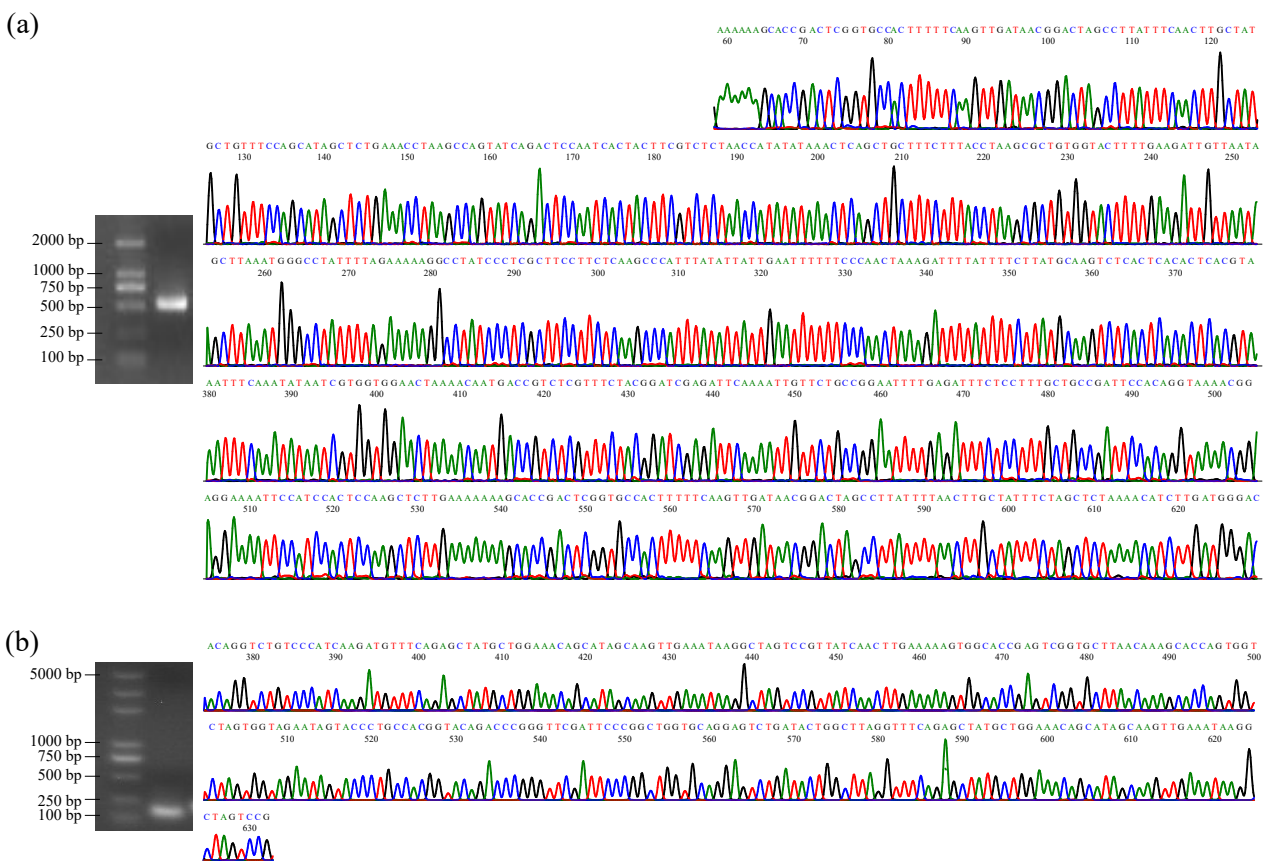 (a)
AAAAAAGCACCGACTCGGTGCCACTTTTTCAAGTTGATAACGGACTAGCCTTATTTCAACTTGCTAT
60 70 80 90 100 110 120
GCTGTTTCCAGCATAGCTCTGAAACCTAAGCCAGTATCAGACTCCAATCACTACTTCGTCTCTAACCATATATAAACTCAGCTGCTTTCTTTACCTAAGCGCTGTGGTACTTTTGAAGATTGTTAATA
130 140 150 160 170 180 190 200 210 220 230 240 250
GCTTAAATGGGCCTATTTTAGAAAAAGGCCTATCCCTCGCTTCCTTCTCAAGCCCATTTATATTATTGAATTTTTTCCCAACTAAAGATTTTATTTTCTTATGCAAGTCTCACTCACACTCACGTA
260 270 280 290 300 310 320 330 340 350 360 370
AATTTCAAATATAATCGTGGTGGAACTAAAACAATGACCGTCTCGTTTCTACGGATCGAGATTCAAAATTGTTCTGCCGGAATTTTGAGATTTCTCCTTTGCTGCCGATTCCACAGGTAAAACGG
380 390 400 410 420 430 440 450 460 470 480 490 500
AGGAAAATTCCATCCACTCCAAGCTCTTGAAAAAAAGCACCGACTCGGTGCCACTTTTTCAAGTTGATAACGGACTAGCCTTATTTTAACTTGCTATTTCTAGCTCTAAAACATCTTGATGGGAC
510 520 530 540 550 560 570 580 590 600 610 620
2000 bp
1000 bp
750 bp
500 bp
250 bp
100 bp
(b)
ACAGGTCTGTCCCATCAAGATGTTTCAGAGCTATGCTGGAAACAGCATAGCAAGTTGAAATAAGGCTAGTCCGTTATCAACTTGAAAAAGTGGCACCGAGTCGGTGCTTAACAAAGCACCAGTGGT
380 390 400 410 420 430 440 450 460 470 480 490 500
CTAGTGGTAGAATAGTACCCTGCCACGGTACAGACCCGGGTTCGATTCCCGGCTGGTGCAGGAGTCTGATACTGGCTTAGGTTTCAGAGCTATGCTGGAAACAGCATAGCAAGTTGAAATAAGG
510 520 530 540 550 560 570 580 590 600 610 620
CTAGTCCG
630
5000 bp
1000 bp
750 bp
500 bp
250 bp
100 bp